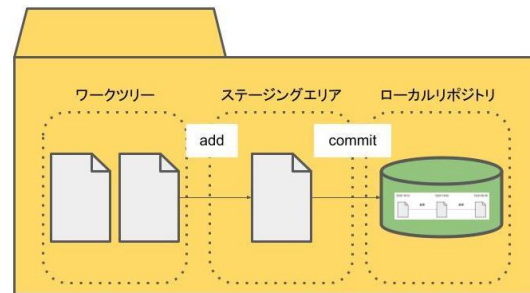 ワークツリー
ステージングエリア
ローカルリポジトリ
add
commit